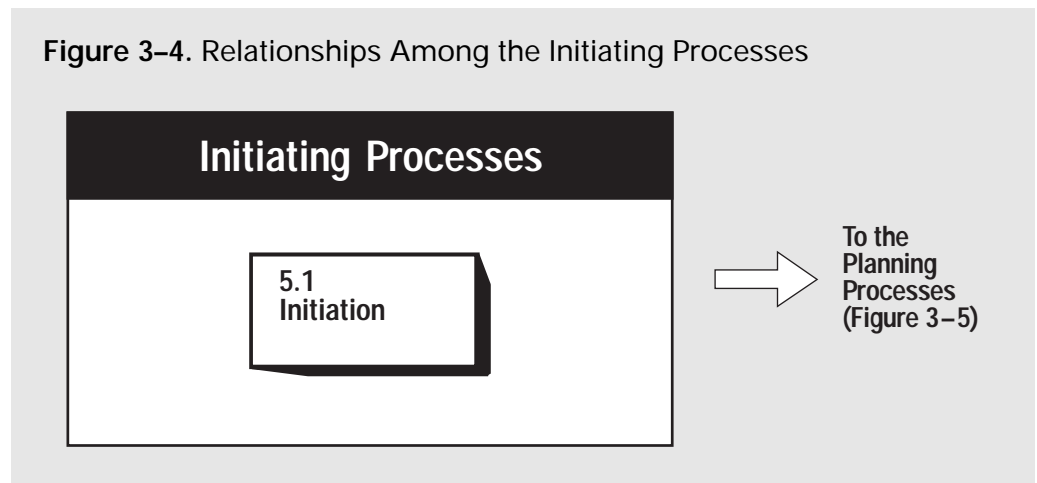 Figure 3–4. Relationships Among the Initiating Processes
Initiating Processes
5.1
Initiation
To the
Planning
Processes
(Figure 3–5)